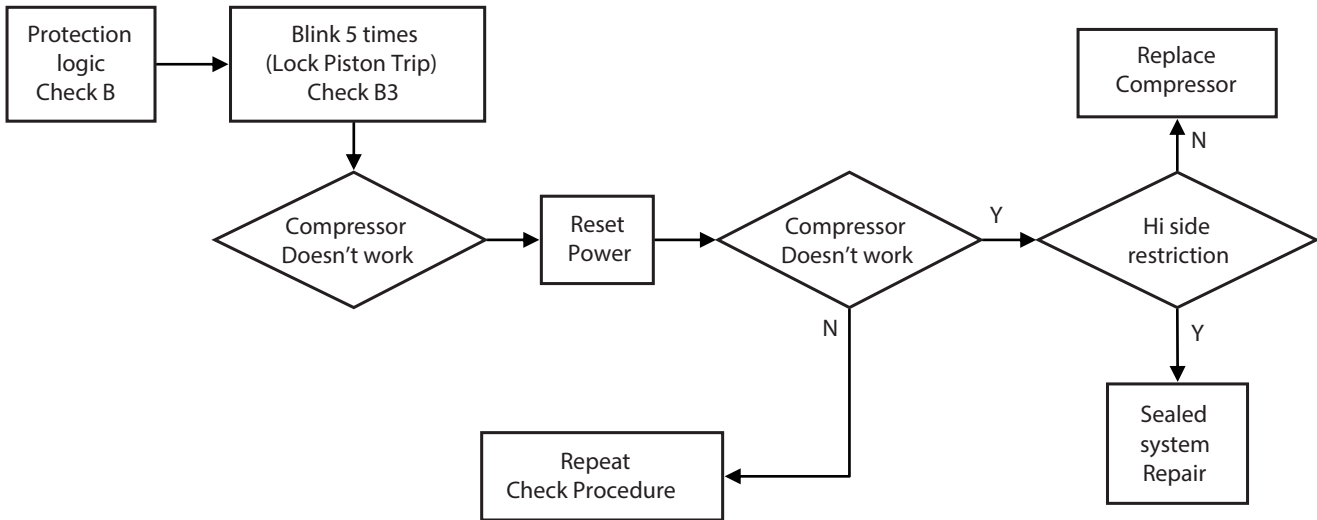 Protection
logic
Check B
Blink 5 times
(Lock Piston Trip)
Check B3
Compressor
Doesn’t work
Reset
Power
Compressor
Doesn’t work
Y
N
Repeat
Check Procedure
Hi side
restriction
N
Replace
Compressor
Y
Sealed
system
Repair